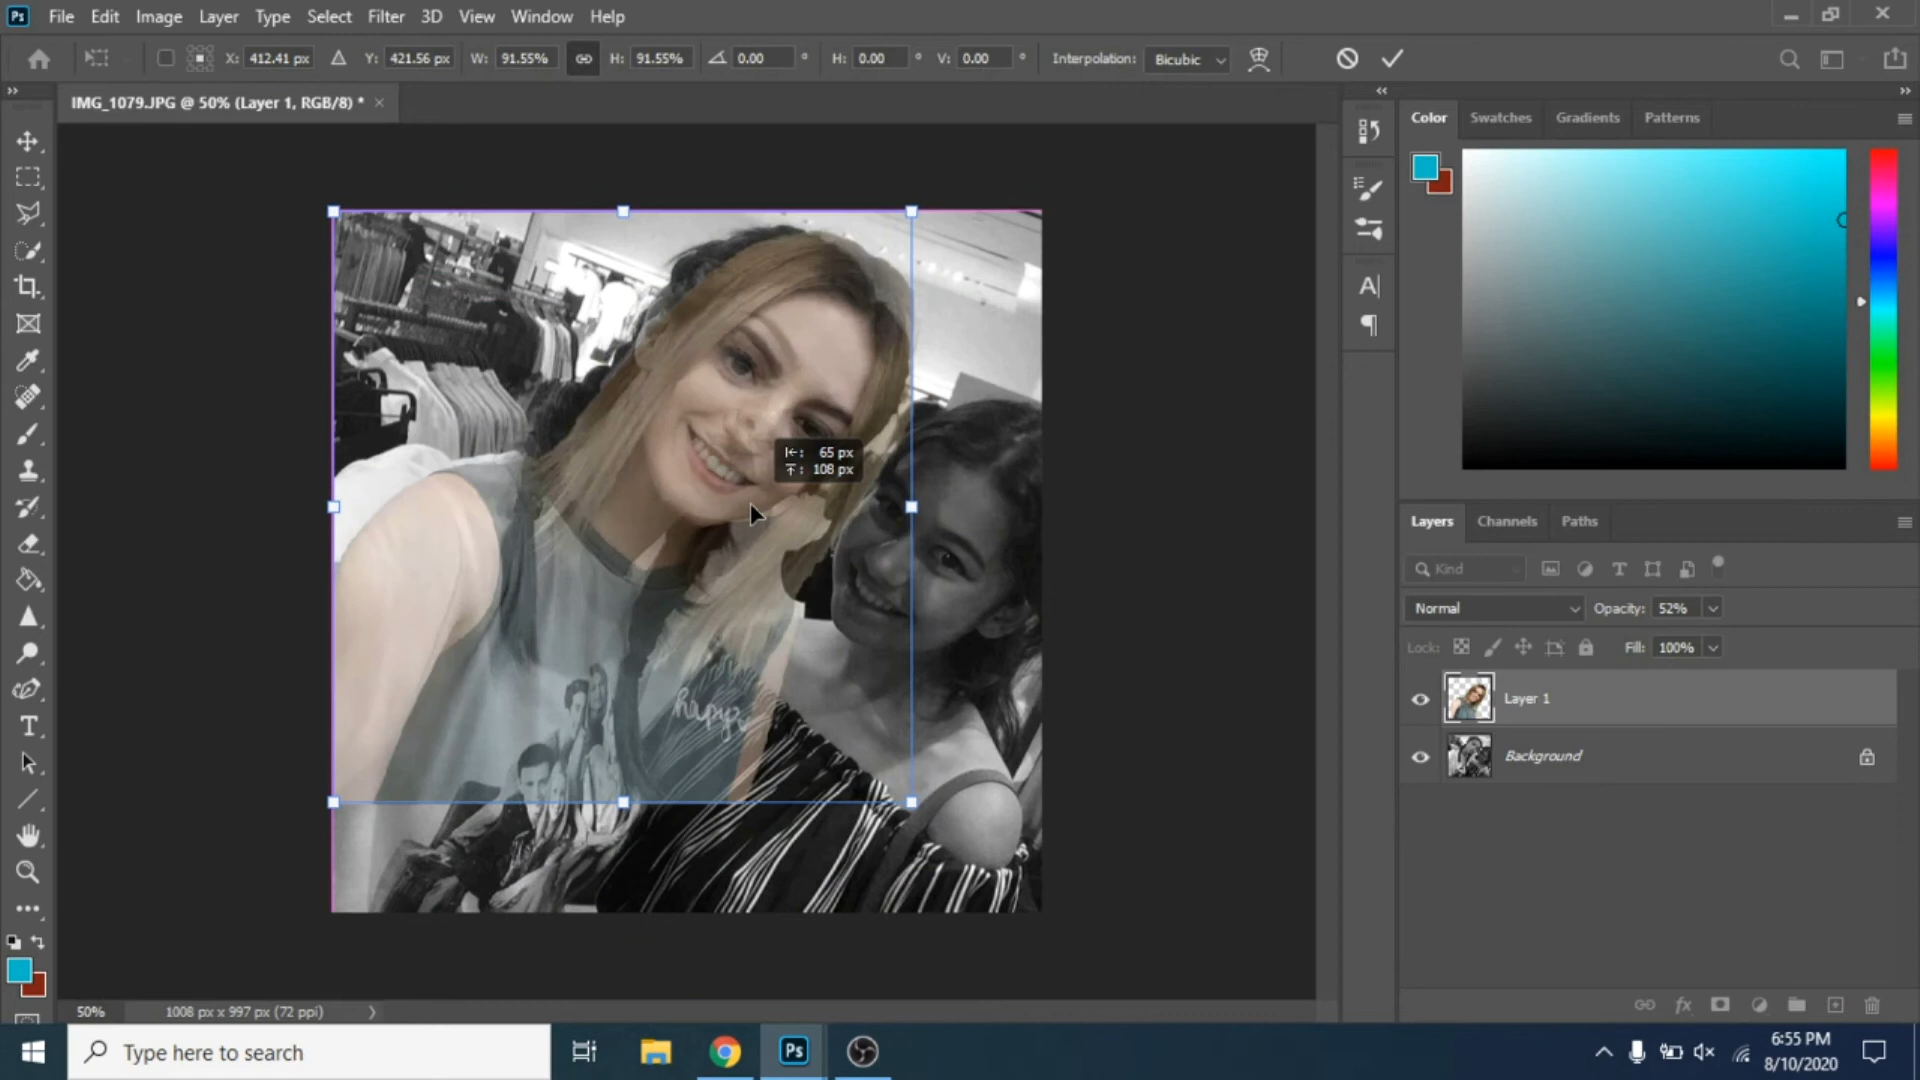 Ps File Edit Image Layer Type Select Filter 3D View Window Help
X: 412.41 px Y: 421.56 px W: 91.55% H: 91.55% 0.00 ° H: 0.00 ° V: 0.00 ° Interpolation: Bicubic
IMG_1079.JPG @ 50% (Layer 1, RGB/8) * ×
Color Swatches Gradients Patterns
65 px
108 px
happy
Layers Channels Paths
Kind
Normal Opacity: 52%
Lock: Fill: 100%
Layer 1
Background
50% 1008 px x 997 px (72 ppi)
Type here to search
Ps
6:55 PM
8/10/2020